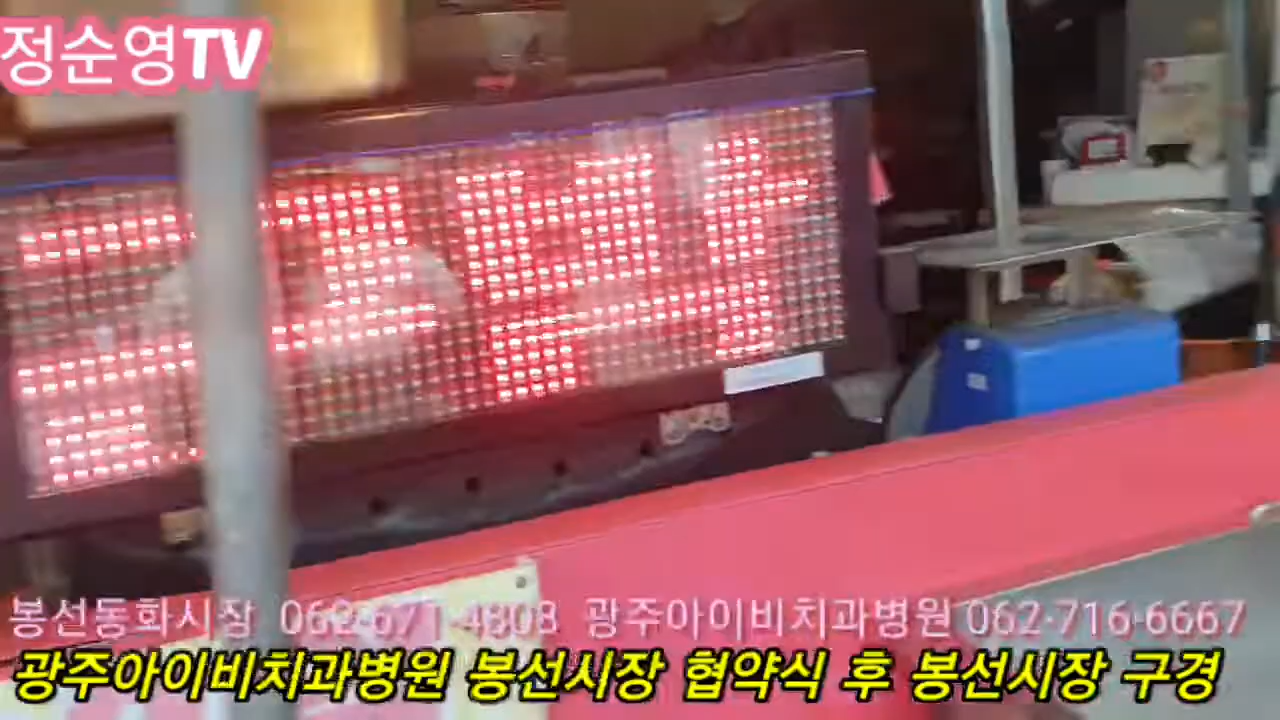 정순영TV
봉선동화시장 062-671-4808 광주아이비치과병원 062-716-6667
광주아이비치과병원 봉선시장 협약식 후 봉선시장 구경